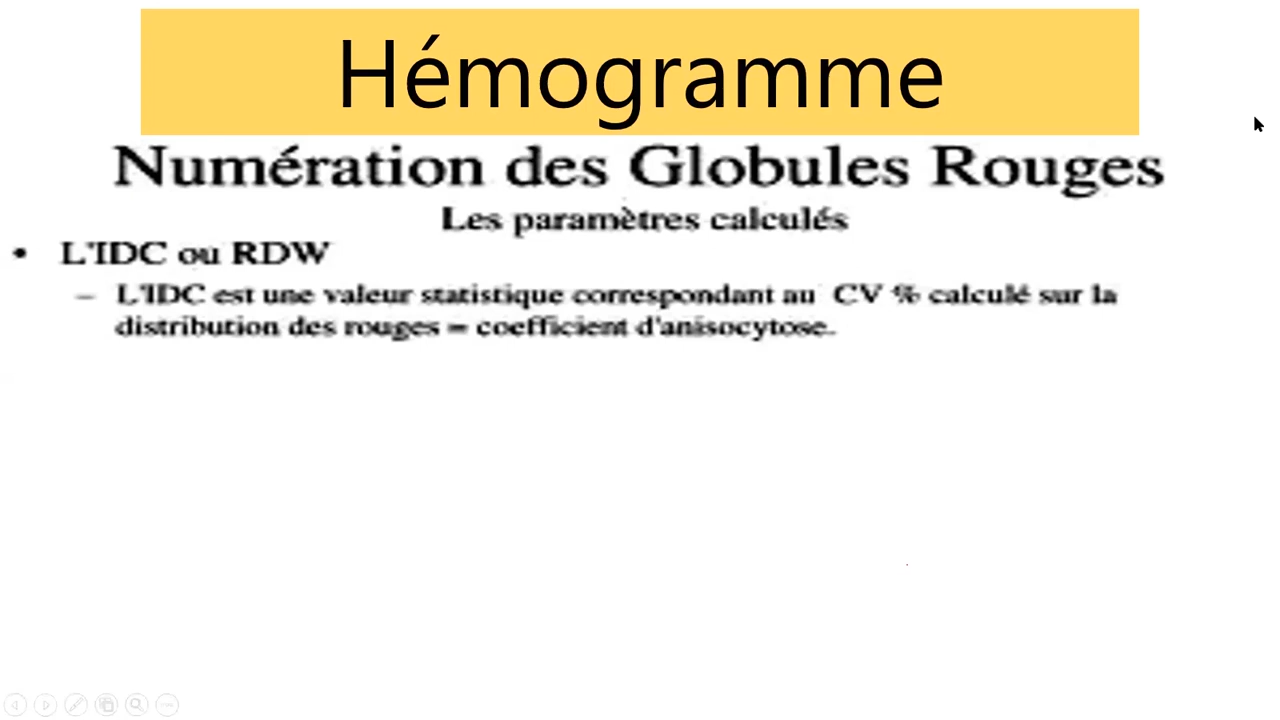 Hémogramme
Numération des Globules Rouges
Les paramètres calculés
• L'IDC ou RDW
– L'IDC est une valeur statistique correspondant au CV % calculé sur la
distribution des rouges = coefficient d'anisocytose.